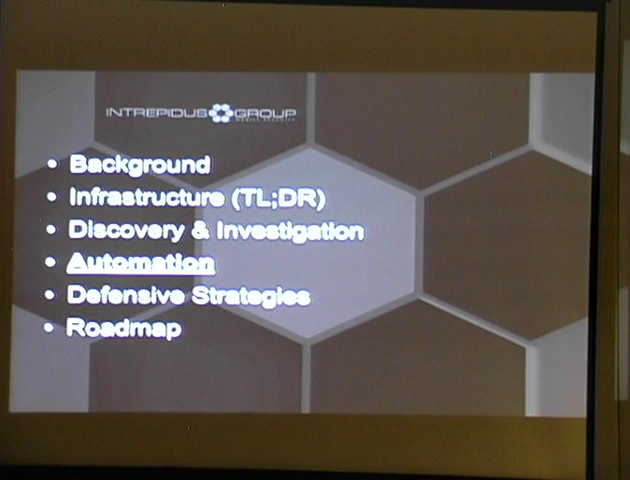 INTREPIDUS GROUP
• Background
• Infrastructure (TL;DR)
• Discovery & Investigation
• Automation
• Defensive Strategies
• Roadmap